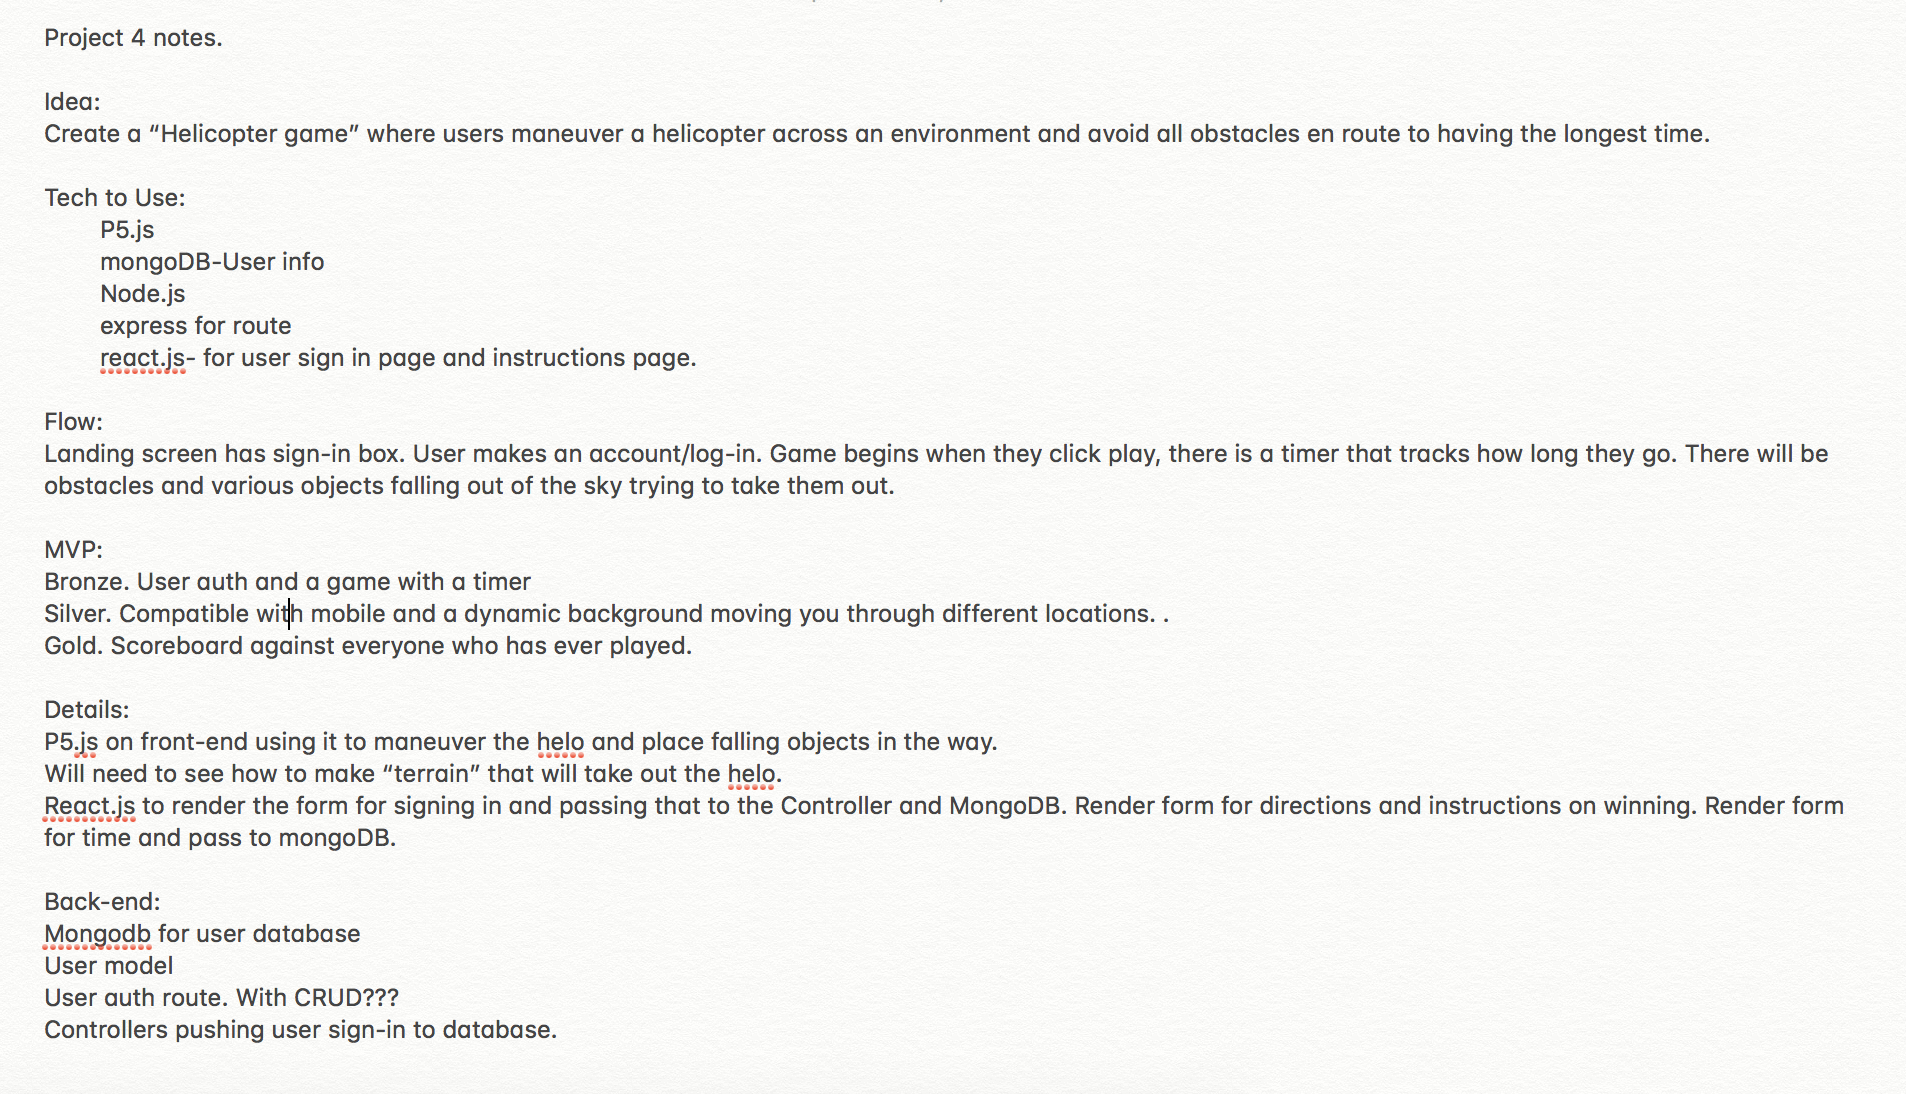 Project 4 notes.
Idea:
Create a “Helicopter game” where users maneuver a helicopter across an environment and avoid all obstacles en route to having the longest time.
Tech to Use:
P5.js
mongoDB-User info
Node.js
express for route
react.js- for user sign in page and instructions page.
Flow:
Landing screen has sign-in box. User makes an account/log-in. Game begins when they click play, there is a timer that tracks how long they go. There will be
obstacles and various objects falling out of the sky trying to take them out.
MVP:
Bronze. User auth and a game with a timer
Silver. Compatible with mobile and a dynamic background moving you through different locations. .
Gold. Scoreboard against everyone who has ever played.
Details:
P5.js on front-end using it to maneuver the helo and place falling objects in the way.
Will need to see how to make “terrain” that will take out the helo.
React.js to render the form for signing in and passing that to the Controller and MongoDB. Render form for directions and instructions on winning. Render form
for time and pass to mongoDB.
Back-end:
Mongodb for user database
User model
User auth route. With CRUD???
Controllers pushing user sign-in to database.